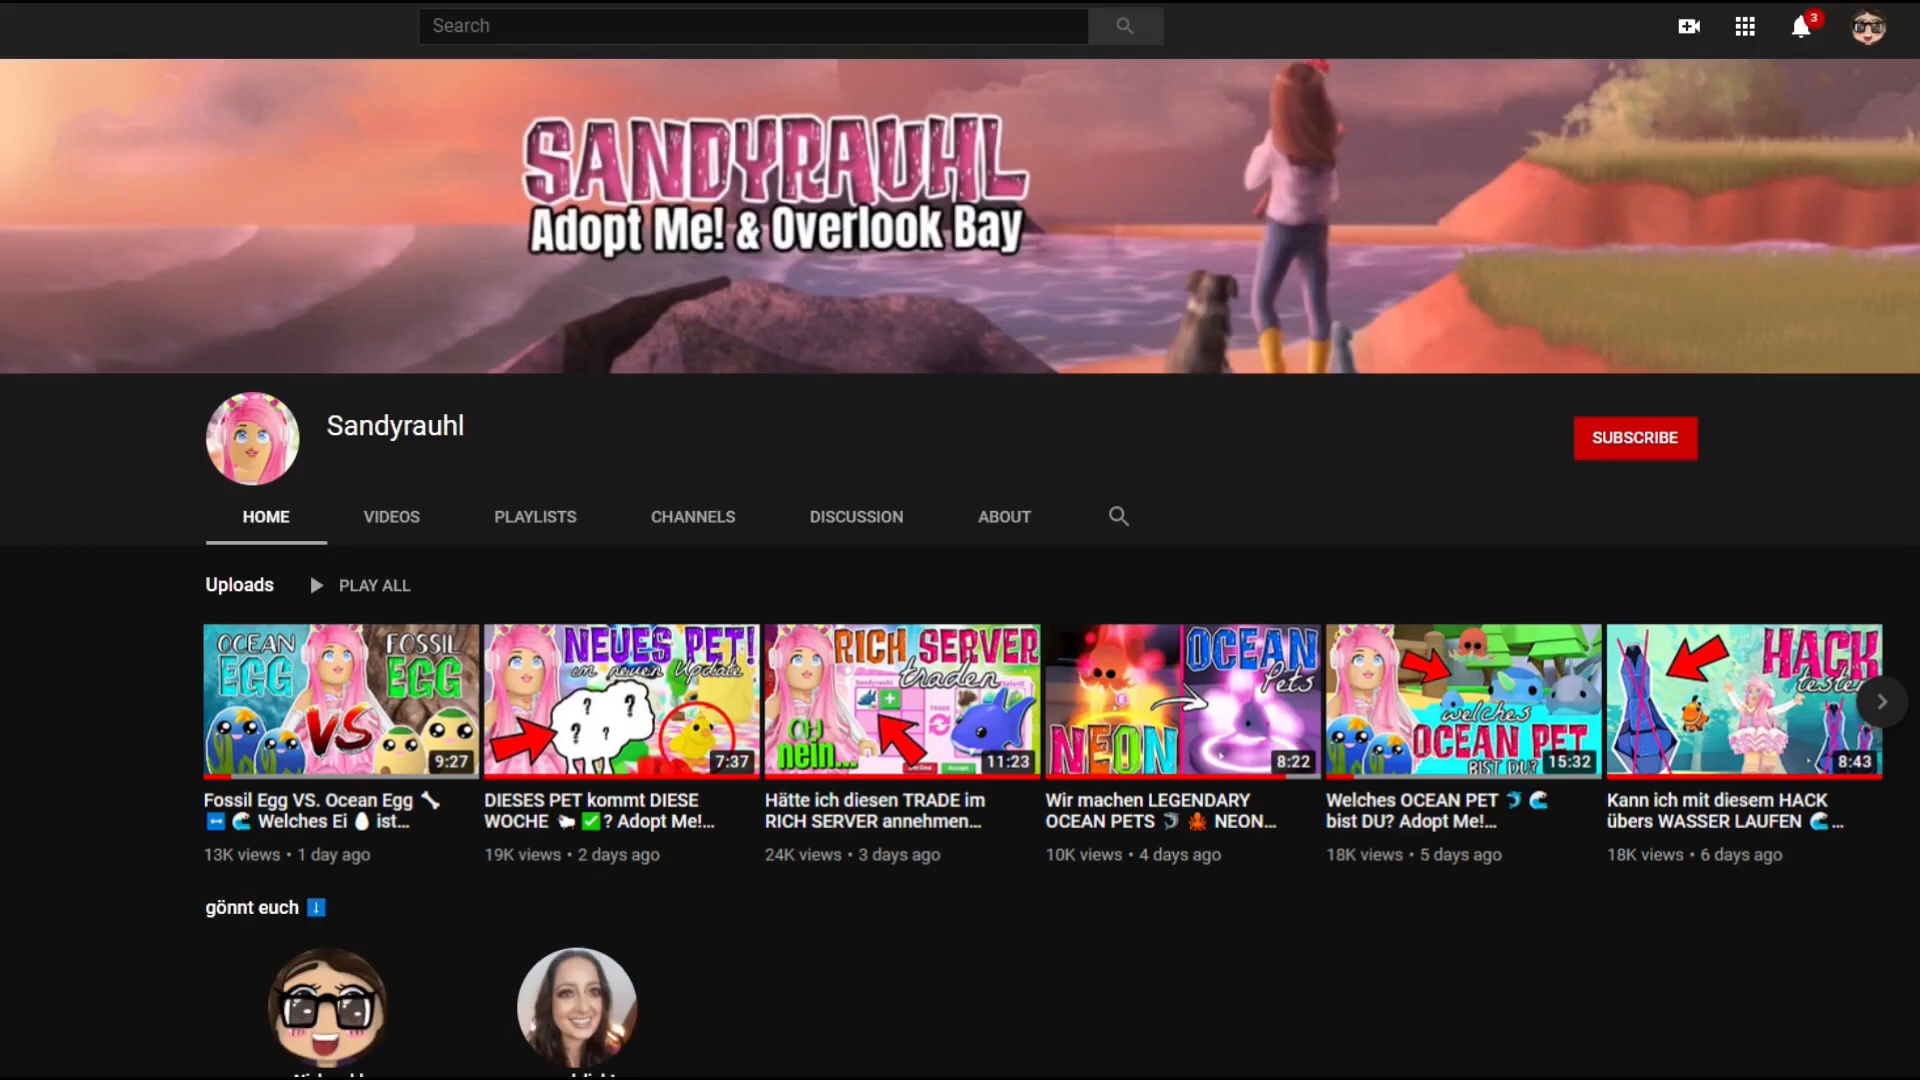 Search
3
SANDYRAUHL
Adopt Me! & Overlook Bay
Sandyrauhl
SUBSCRIBE
HOME
VIDEOS
PLAYLISTS
CHANNELS
DISCUSSION
ABOUT
Uploads
PLAY ALL
OCEAN
EGG
FOSSIL
EGG
VS
9:27
NEUES PET!
im neuen Update
? ?
? ?
7:37
RICH SERVER
traden
Sandyrauhl
TRADE
OH
nein...
Accept
11:23
OCEAN
Pets
NEON
8:22
welches
OCEAN PET
BIST DU?
15:32
HACK
testen
8:43
Fossil Egg VS. Ocean Egg 🦴
↔ 🌊 Welches Ei 🥚 ist...
13K views • 1 day ago
DIESES PET kommt DIESE
WOCHE 🐑 ✅ ? Adopt Me!...
19K views • 2 days ago
Hätte ich diesen TRADE im
RICH SERVER annehmen...
24K views • 3 days ago
Wir machen LEGENDARY
OCEAN PETS 🦈 🐙 NEON...
10K views • 4 days ago
Welches OCEAN PET 🐬 🌊
bist DU? Adopt Me!...
18K views • 5 days ago
Kann ich mit diesem HACK
übers WASSER LAUFEN 🌊...
18K views • 6 days ago
gönnt euch ⬇